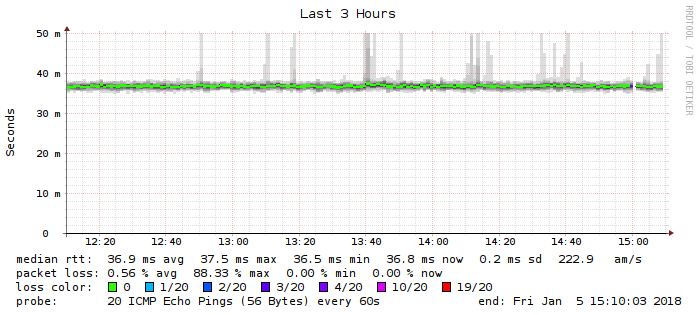 Last 3 Hours
RRDTOOL / TOBI OETIKER
Seconds
50 m
40 m
30 m
20 m
10 m
0
12:20 12:40 13:00 13:20 13:40 14:00 14:20 14:40 15:00
median rtt: 36.9 ms avg 37.5 ms max 36.5 ms min 36.8 ms now 0.2 ms sd 222.9 am/s
packet loss: 0.56 % avg 88.33 % max 0.00 % min 0.00 % now
loss color: 0 1/20 2/20 3/20 4/20 10/20 19/20
probe: 20 ICMP Echo Pings (56 Bytes) every 60s end: Fri Jan 5 15:10:03 2018